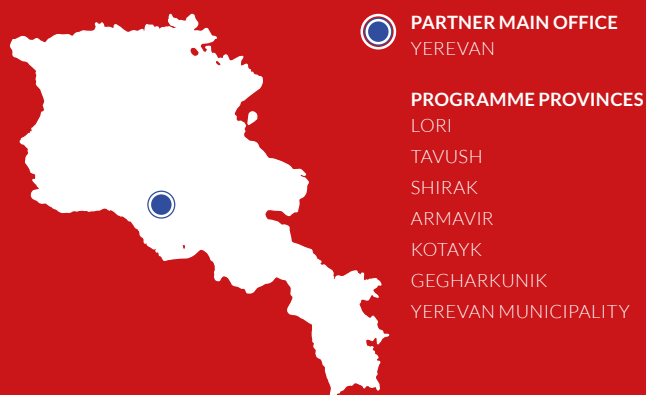 PARTNER MAIN OFFICE
YEREVAN
PROGRAMME PROVINCES
LORI
TAVUSH
SHIRAK
ARMAVIR
KOTAYK
GEGHARKUNIK
YEREVAN MUNICIPALITY